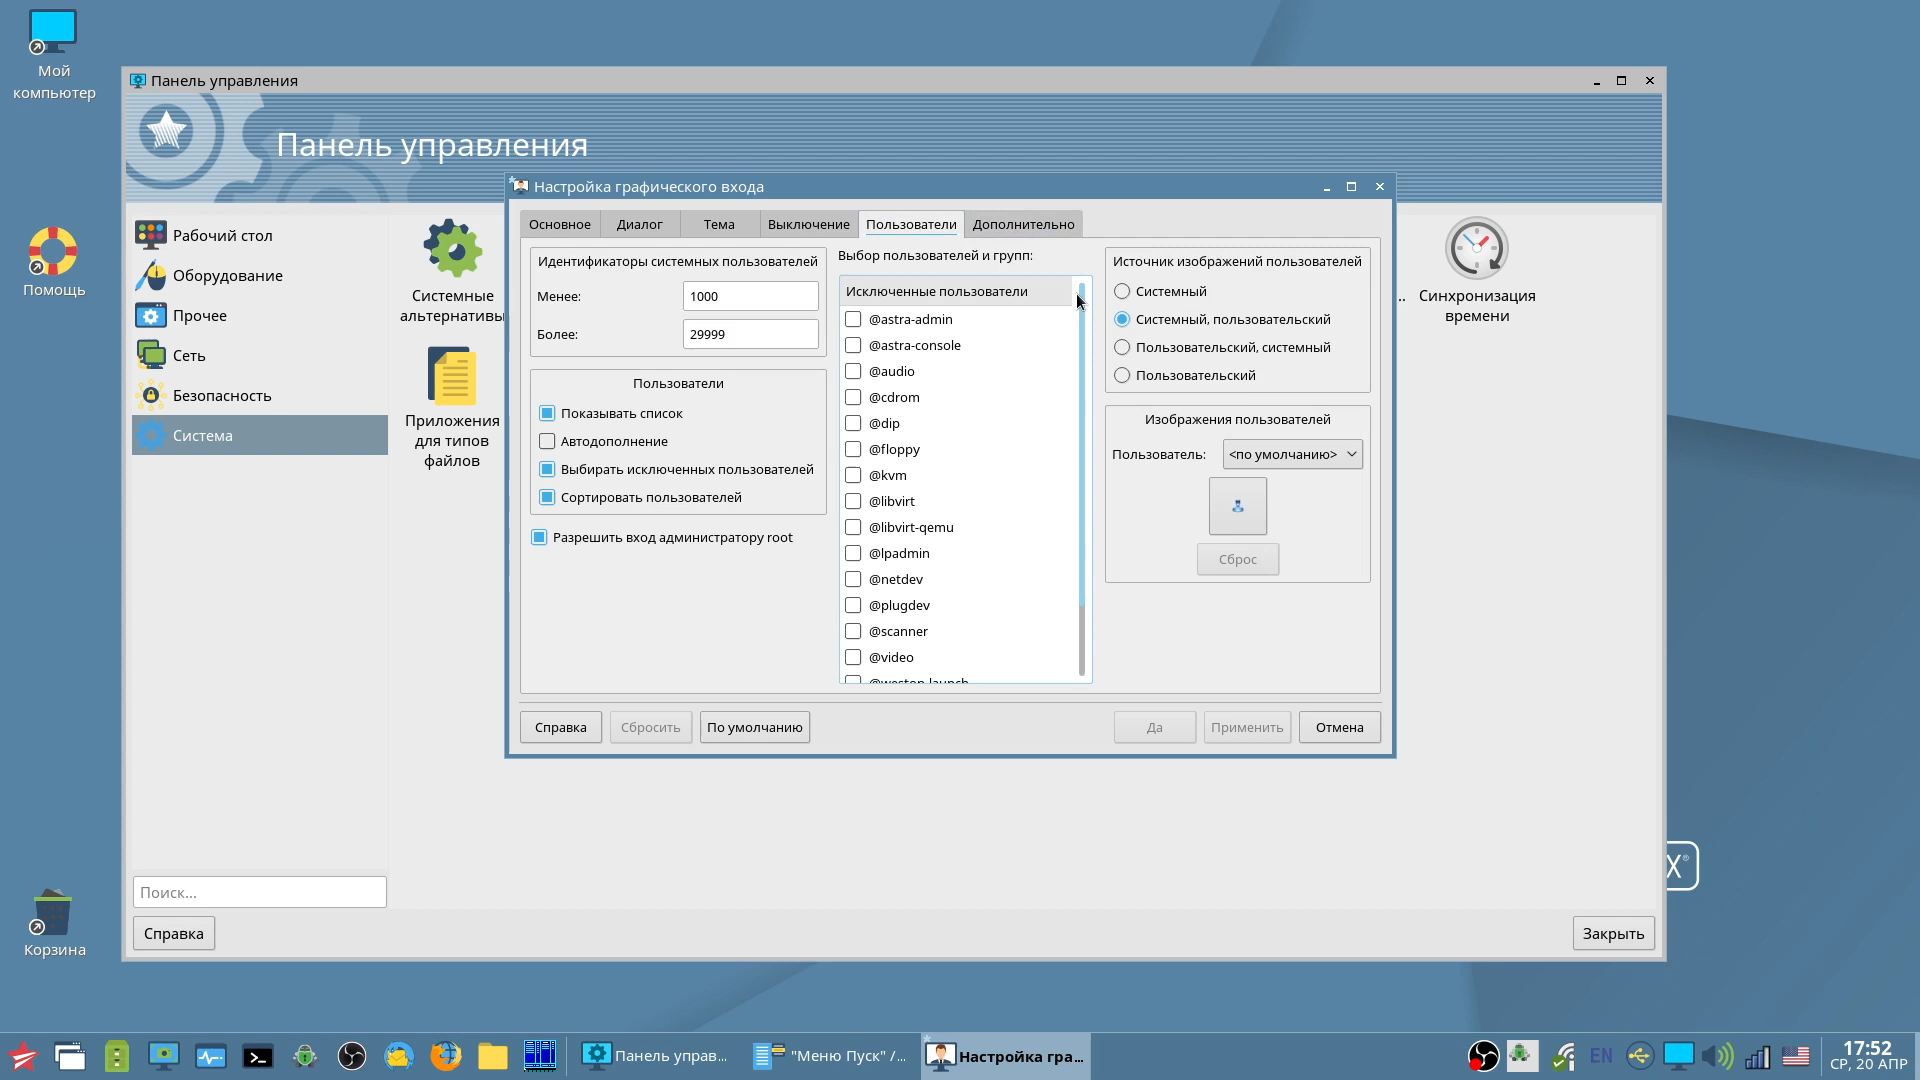 Мой
компьютер
Помощь
Корзина
Панель управления
Панель управления
Рабочий стол
Оборудование
Прочее
Сеть
Безопасность
Система
Системные
альтернативы
Приложения
для типов
файлов
..
Синхронизация
времени
Поиск...
Справка
Закрыть
Настройка графического входа
Основное
Диалог
Тема
Выключение
Пользователи
Дополнительно
Идентификаторы системных пользователей
Менее: 1000
Более: 29999
Пользователи
Показывать список
Автодополнение
Выбирать исключенных пользователей
Сортировать пользователей
Разрешить вход администратору root
Выбор пользователей и групп:
Исключенные пользователи
@astra-admin
@astra-console
@audio
@cdrom
@dip
@floppy
@kvm
@libvirt
@libvirt-qemu
@lpadmin
@netdev
@plugdev
@scanner
@video
@weston-launch
Источник изображений пользователей
Системный
Системный, пользовательский
Пользовательский, системный
Пользовательский
Изображения пользователей
Пользователь: <по умолчанию>
Сброс
Справка
Сбросить
По умолчанию
Да
Применить
Отмена
X®
Панель управ...
"Меню Пуск" /...
Настройка гра...
EN
17:52
СР, 20 АПР